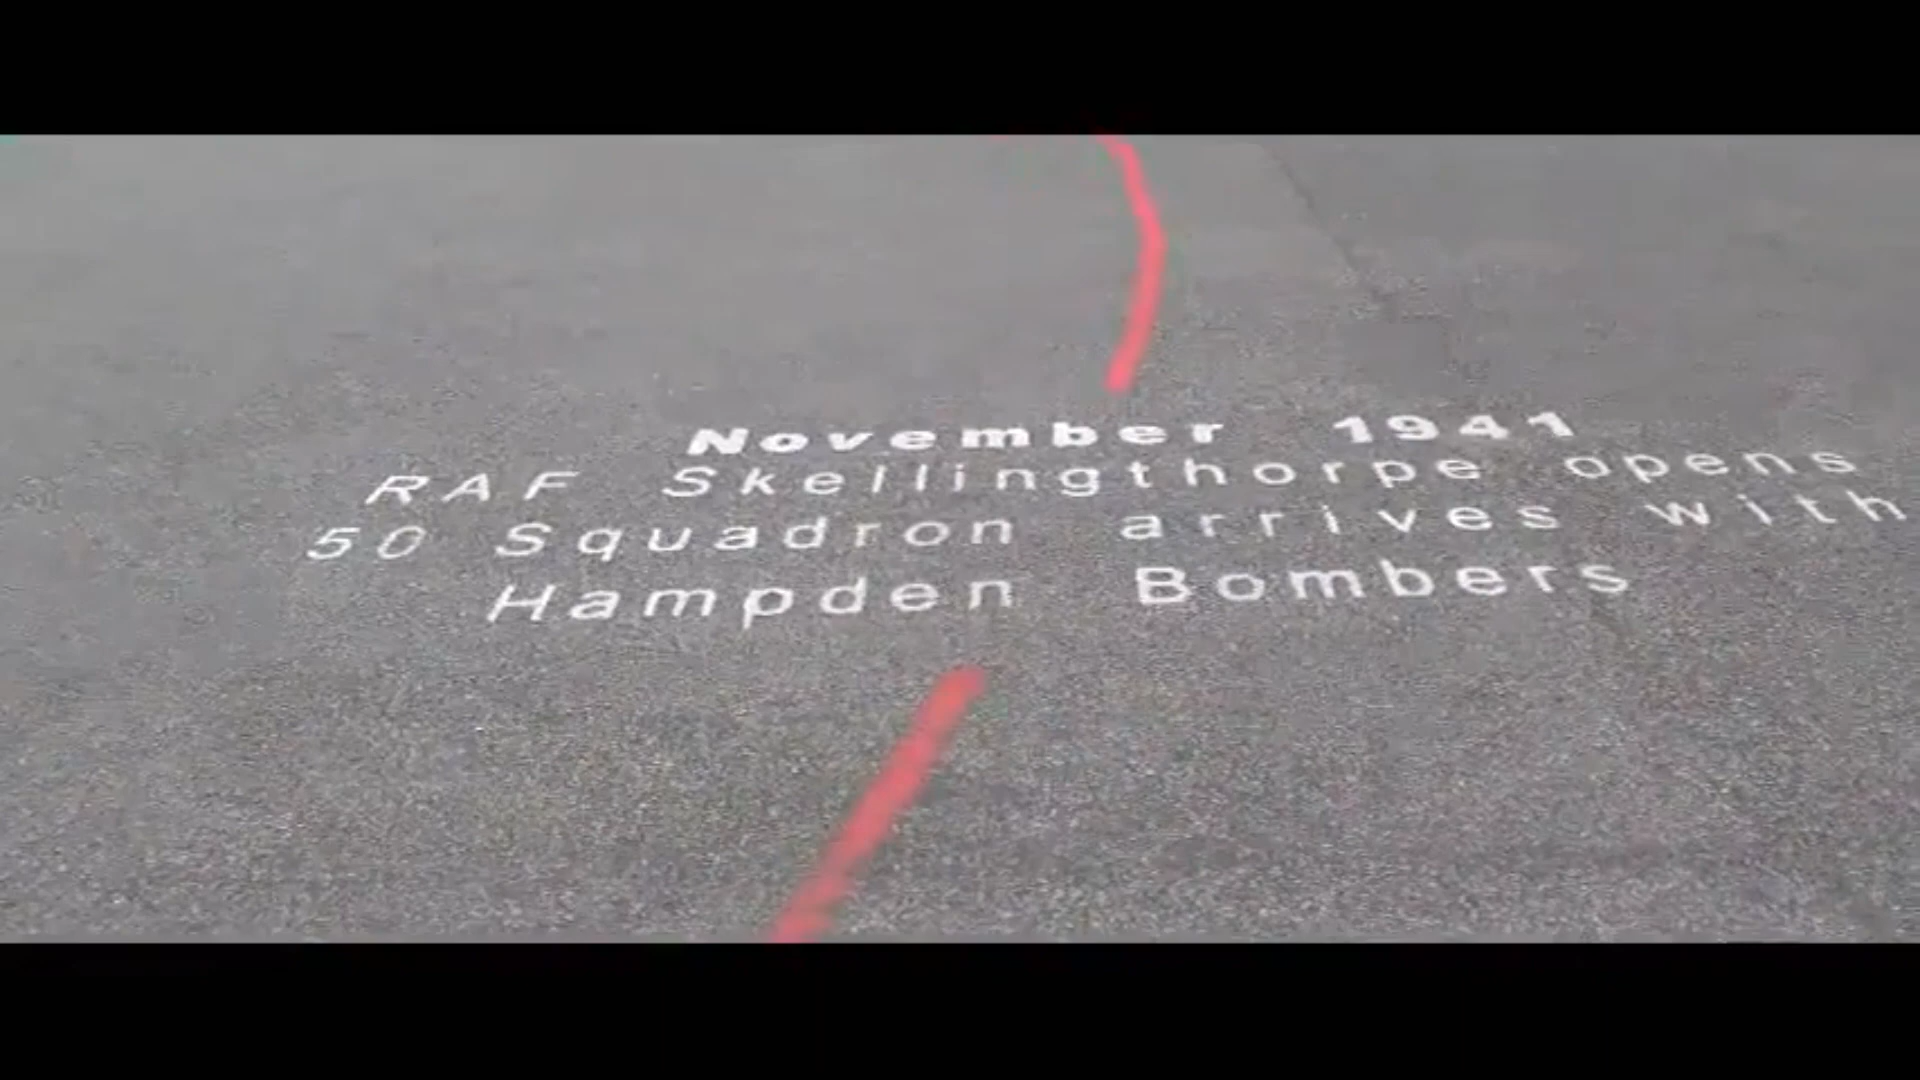 November 1941
RAF Skellingthorpe opens
50 Squadron arrives with
Hampden Bombers